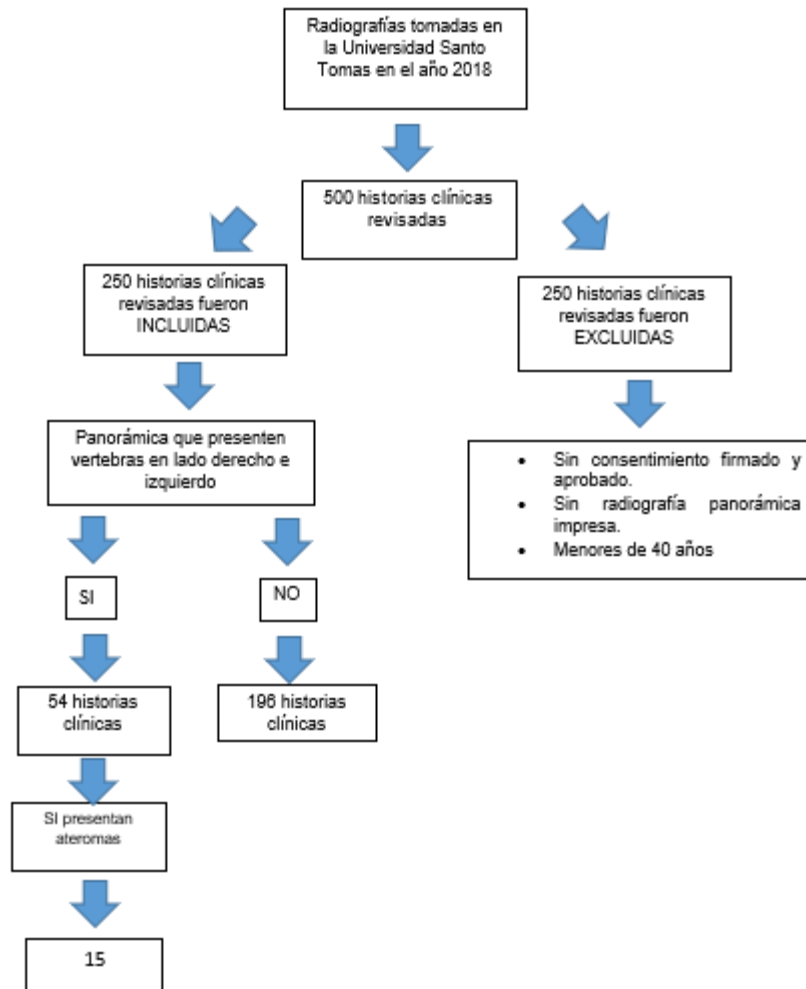 Radiografías tomadas en
la Universidad Santo
Tomas en el año 2018
500 historias clínicas
revisadas
250 historias clínicas
revisadas fueron
INCLUIDAS
250 historias clínicas
revisadas fueron
EXCLUIDAS
Panorámica que presenten
vertebras en lado derecho e
izquierdo
• Sin consentimiento firmado y
aprobado.
• Sin radiografía panorámica
impresa.
• Menores de 40 años
SI
NO
54 historias
clínicas
196 historias
clínicas
SI presentan
ateromas
15